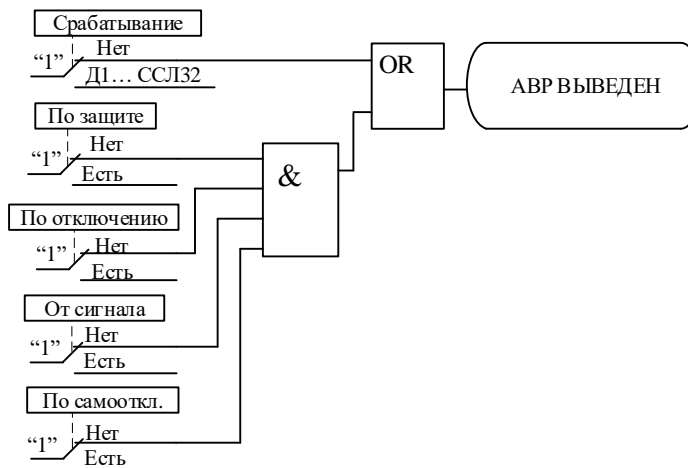 Срабатывание
“1”
Нет
Д1... ССЛ32
OR
АВР ВЫВЕДЕН
По защите
“1”
Нет
Есть
&
По отключению
“1”
Нет
Есть
От сигнала
“1”
Нет
Есть
По самооткл.
“1”
Нет
Есть